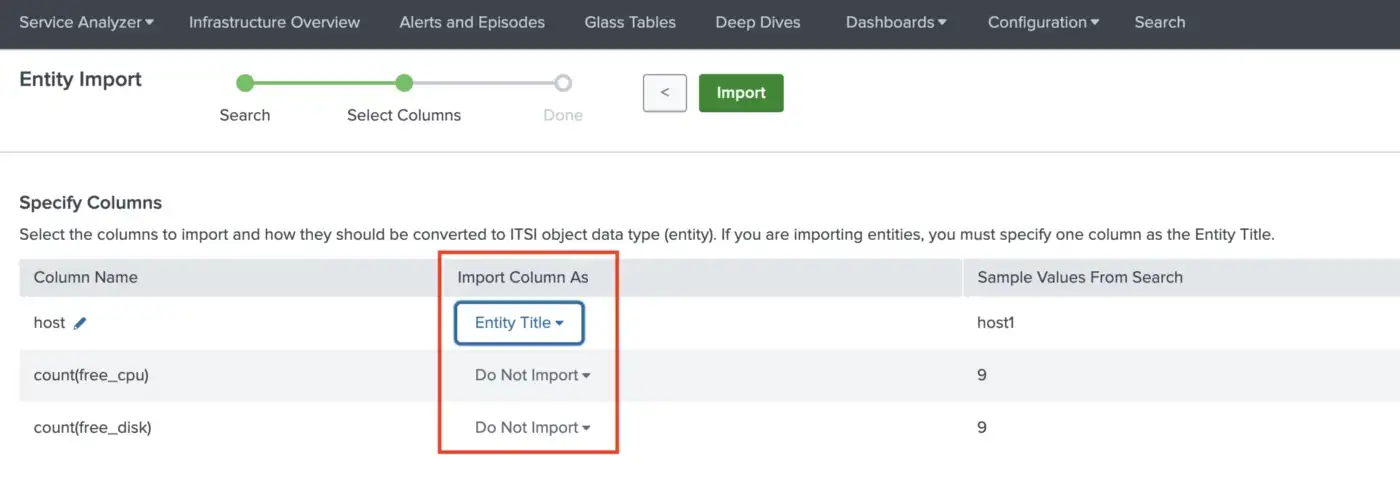 Service Analyzer Infrastructure Overview Alerts and Episodes Glass Tables Deep Dives Dashboards Configuration Search
Entity Import
Search Select Columns Done
< Import
Specify Columns
Select the columns to import and how they should be converted to ITSI object data type (entity). If you are importing entities, you must specify one column as the Entity Title.
Column Name Import Column As Sample Values From Search
host Entity Title host1
count(free_cpu) Do Not Import 9
count(free_disk) Do Not Import 9